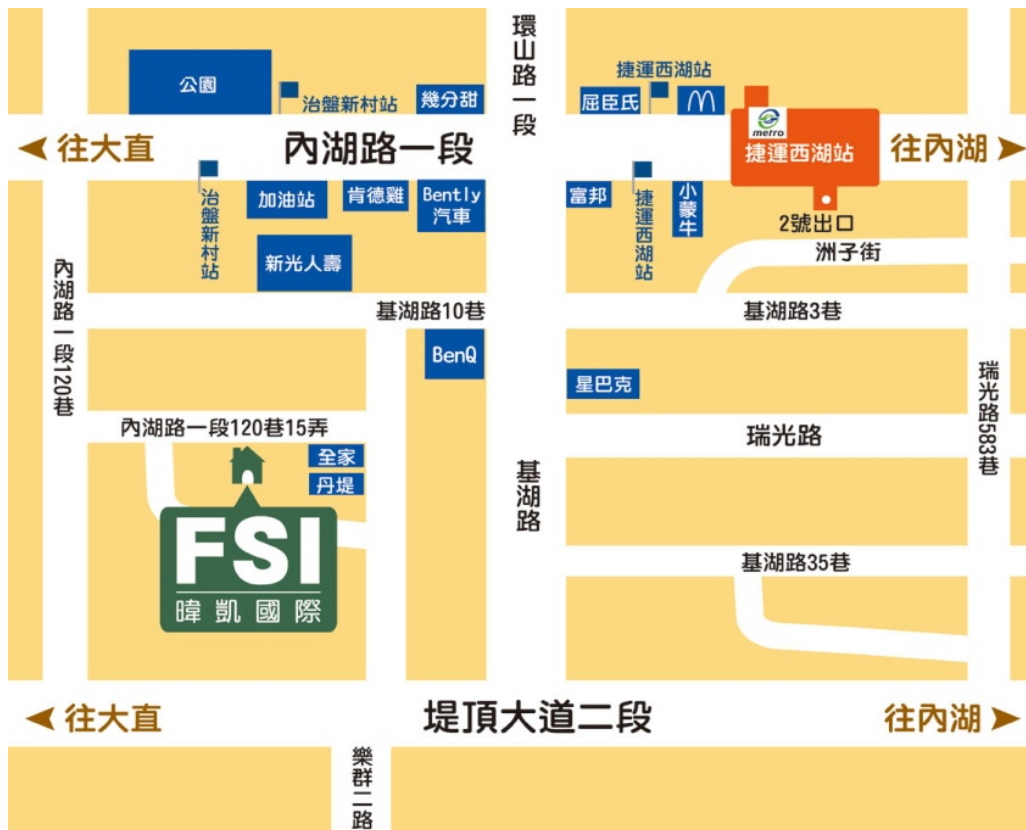 環山路一段
公園
治盤新村站
幾分甜
捷運西湖站
屈臣氏
metro
捷運西湖站
往大直
內湖路一段
往內湖
治盤新村站
加油站
肯德雞
Bently
汽車
富邦
捷運西湖站
小蒙牛
2號出口
洲子街
新光人壽
內湖路一段120巷
基湖路10巷
基湖路3巷
BenQ
星巴克
瑞光路583巷
內湖路一段120巷15弄
瑞光路
全家
丹堤
基湖路
FSI
暐凱國際
基湖路35巷
往大直
堤頂大道二段
往內湖
樂群二路